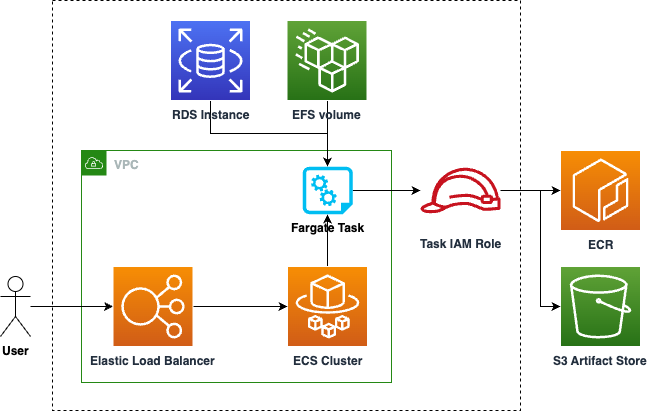 RDS Instance
EFS volume
VPC
Fargate Task
Task IAM Role
ECR
User
Elastic Load Balancer
ECS Cluster
S3 Artifact Store